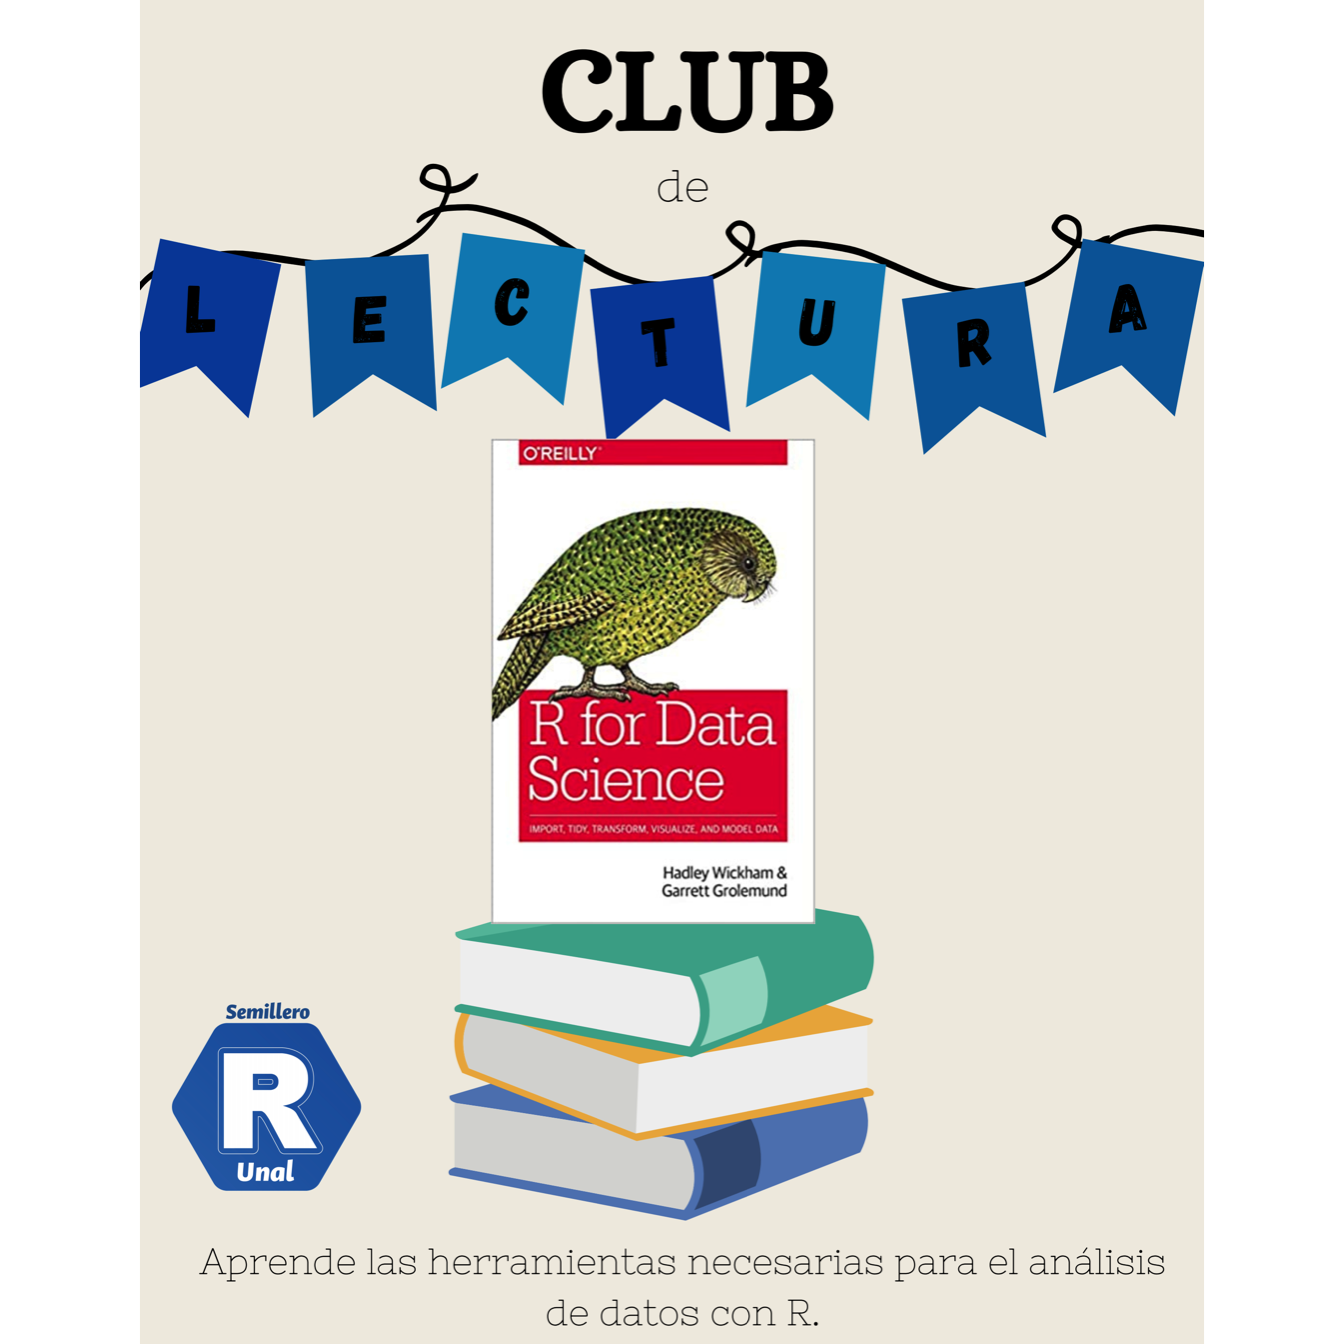 CLUB
de
LECTURA
O'REILLY
R for Data
Science
IMPORT, TIDY, TRANSFORM, VISUALIZE, AND MODEL DATA
Hadley Wickham &
Garrett Grolemund
Semillero
R
Unal
Aprende las herramientas necesarias para el análisis
de datos con R.